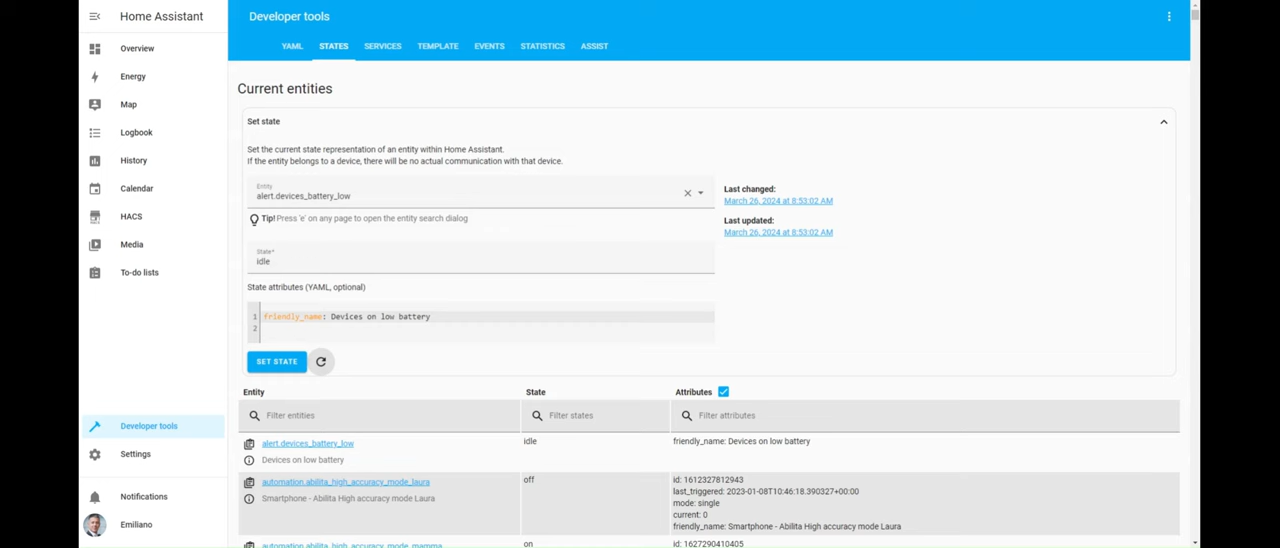 Home Assistant
Overview
Energy
Map
Logbook
History
Calendar
HACS
Media
To-do lists
Developer tools
Settings
Notifications
Emiliano
Developer tools
YAML STATES SERVICES TEMPLATE EVENTS STATISTICS ASSIST
Current entities
Set state
Set the current state representation of an entity within Home Assistant.
If the entity belongs to a device, there will be no actual communication with that device.
Entity
alert.devices_battery_low
Tip! Press 'e' on any page to open the entity search dialog
Last changed:
March 26, 2024 at 8:53:02 AM
Last updated:
March 26, 2024 at 8:53:02 AM
State*
idle
State attributes (YAML, optional)
1 friendly_name: Devices on low battery
2
SET STATE
Entity State Attributes
Filter entities Filter states Filter attributes
alert.devices_battery_low idle friendly_name: Devices on low battery
Devices on low battery
automation.abilita_high_accuracy_mode_laura off id: 1612327812943
Smartphone - Abilita High accuracy mode Laura last_triggered: 2023-01-08T10:46:18.390327+00:00
mode: single
current: 0
friendly_name: Smartphone - Abilita High accuracy mode Laura
automation.abilita_high_accuracy_mode_mamma on id: 1627290410405